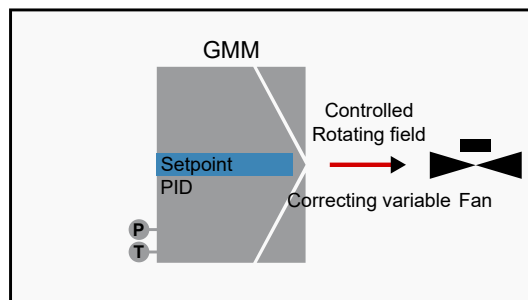 GMM
Controlled
Rotating field
Setpoint
PID
Correcting variable Fan
P
T